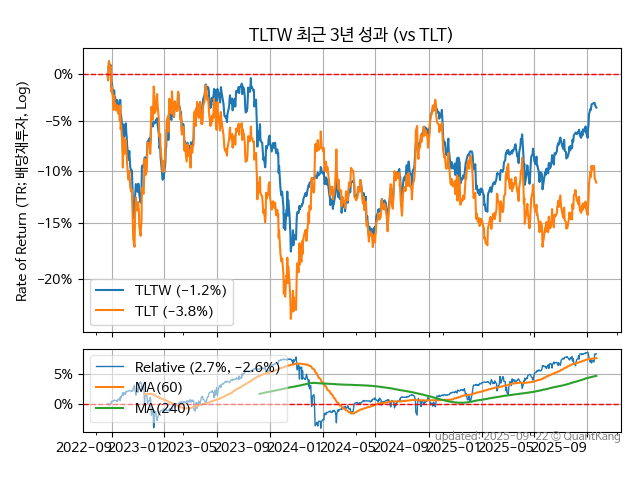 TLTW 최근 3년 성과 (vs TLT)
Rate of Return (TR: 배당재투자, Log)
0%
−5%
−10%
−15%
−20%
TLTW (−1.2%)
TLT (−3.8%)
5%
0%
Relative (2.7%, −2.6%)
MA(60)
MA(240)
2022-09
2023-01
2023-05
2023-09
2024-01
2024-05
2024-09
2025-01
2025-05
2025-09
updated: 2025-09-22 © QuantKang